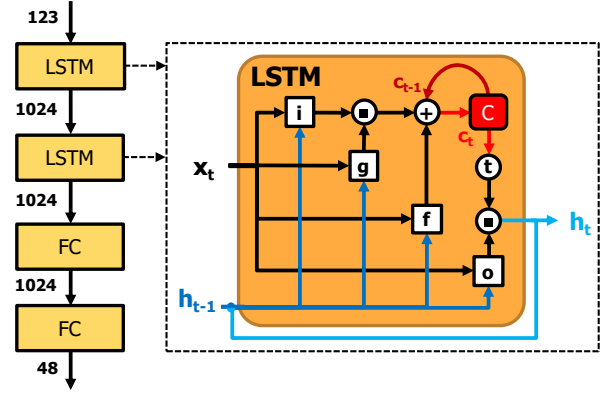 123
LSTM
1024
LSTM
1024
FC
1024
FC
48
LSTM
c_{t-1}
i
+
C
c_t
x_t
g
t
f
h_t
o
h_{t-1}